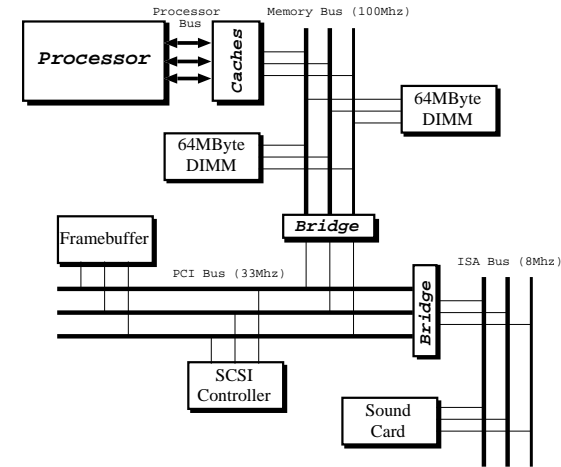 Processor
Bus
Memory Bus (100Mhz)
Processor
Caches
64MByte
DIMM
64MByte
DIMM
Bridge
Framebuffer
PCI Bus (33Mhz)
ISA Bus (8Mhz)
Bridge
SCSI
Controller
Sound
Card